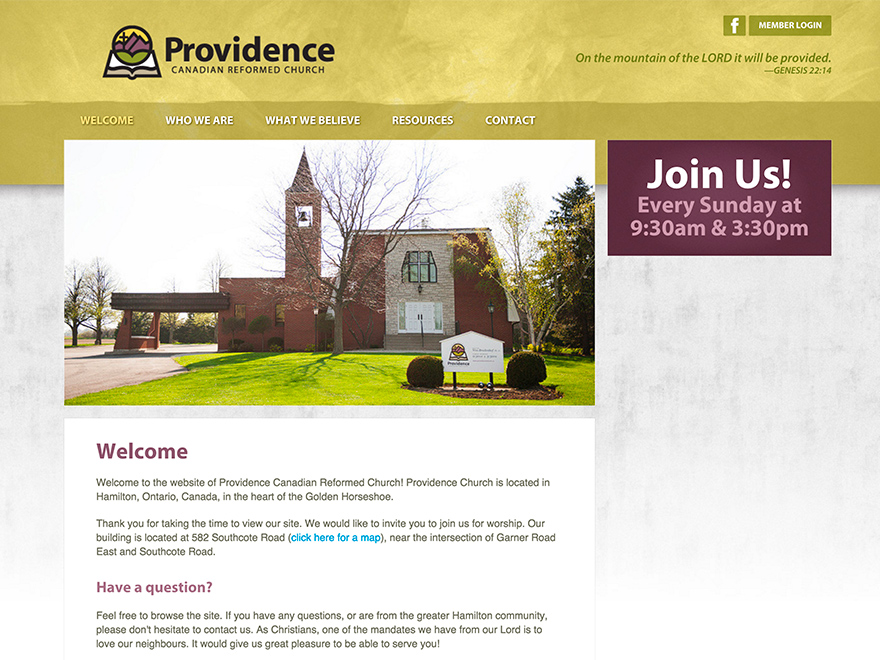 Providence
CANADIAN REFORMED CHURCH
f
MEMBER LOGIN
On the mountain of the LORD it will be provided.
—GENESIS 22:14
WELCOME
WHO WE ARE
WHAT WE BELIEVE
RESOURCES
CONTACT
Join Us!
Every Sunday at
9:30am & 3:30pm
Providence
Welcome
Welcome to the website of Providence Canadian Reformed Church! Providence Church is located in
Hamilton, Ontario, Canada, in the heart of the Golden Horseshoe.
Thank you for taking the time to view our site. We would like to invite you to join us for worship. Our
building is located at 582 Southcote Road (click here for a map), near the intersection of Garner Road
East and Southcote Road.
Have a question?
Feel free to browse the site. If you have any questions, or are from the greater Hamilton community,
please don't hesitate to contact us. As Christians, one of the mandates we have from our Lord is to
love our neighbours. It would give us great pleasure to be able to serve you!